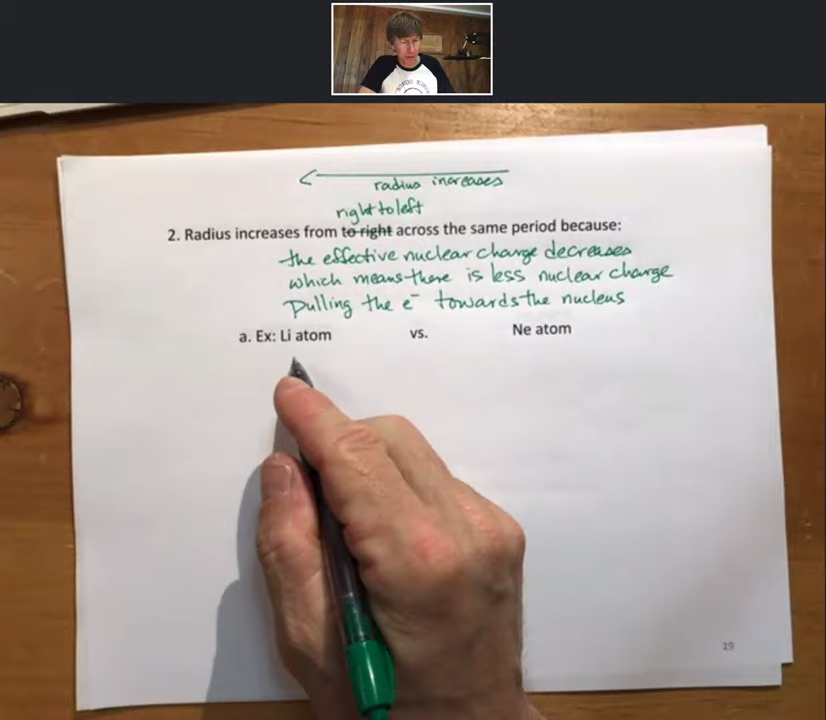 radius increases
right to left
2. Radius increases from to right across the same period because:
the effective nuclear charge decreases
which means there is less nuclear charge
pulling the e⁻ towards the nucleus
a. Ex: Li atom vs. Ne atom
19